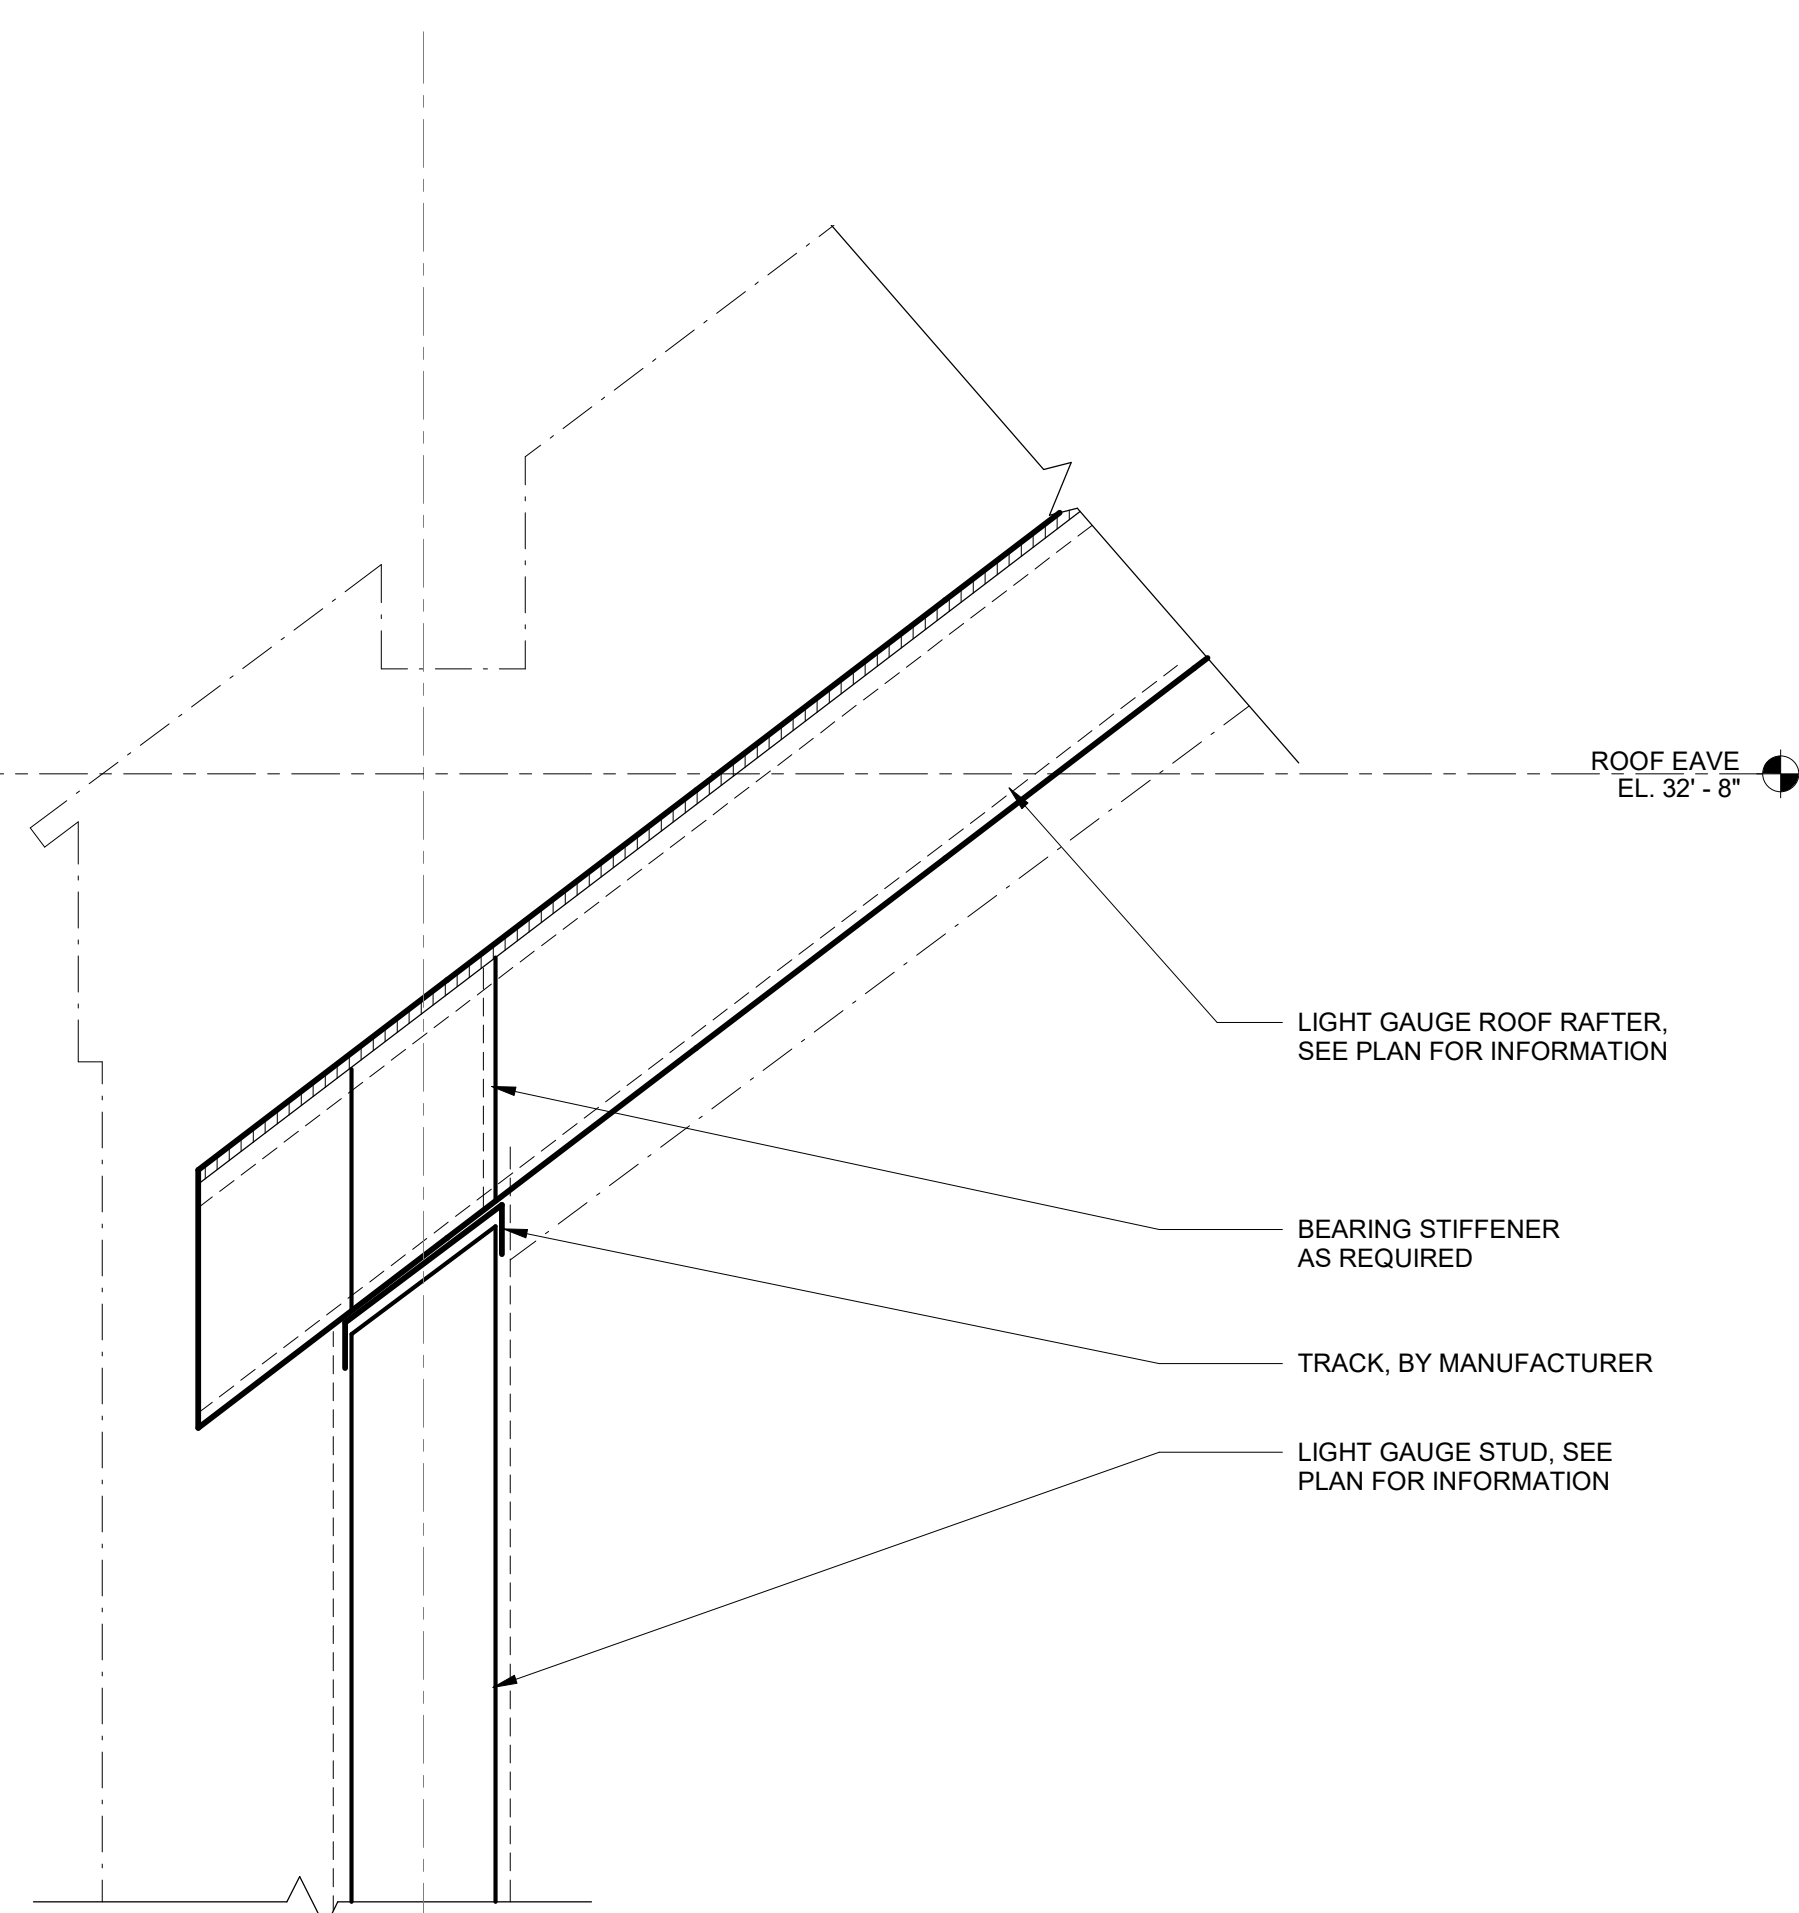 ROOF EAVE
EL. 32' - 8"
LIGHT GAUGE ROOF RAFTER,
SEE PLAN FOR INFORMATION
BEARING STIFFENER
AS REQUIRED
TRACK, BY MANUFACTURER
LIGHT GAUGE STUD, SEE
PLAN FOR INFORMATION